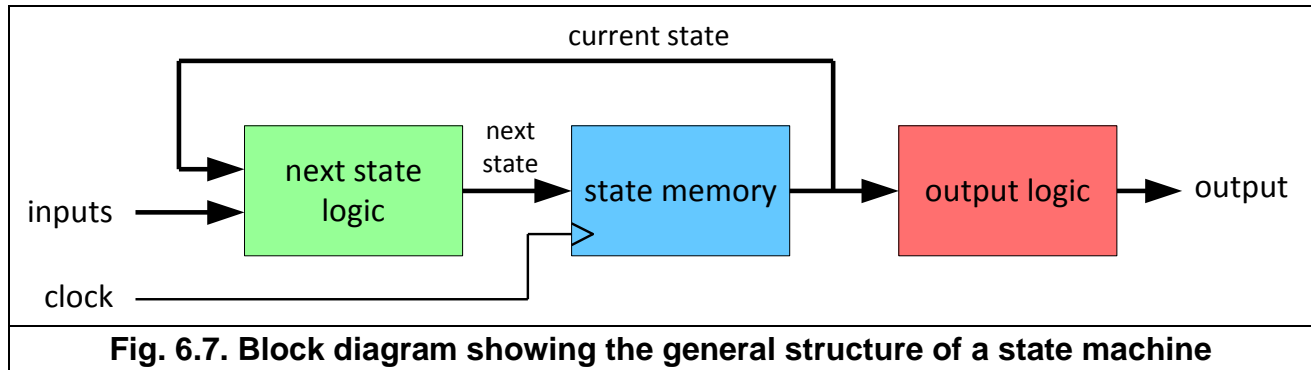 current state
next
state
next state
logic
state memory
output logic
output
inputs
clock
Fig. 6.7. Block diagram showing the general structure of a state machine